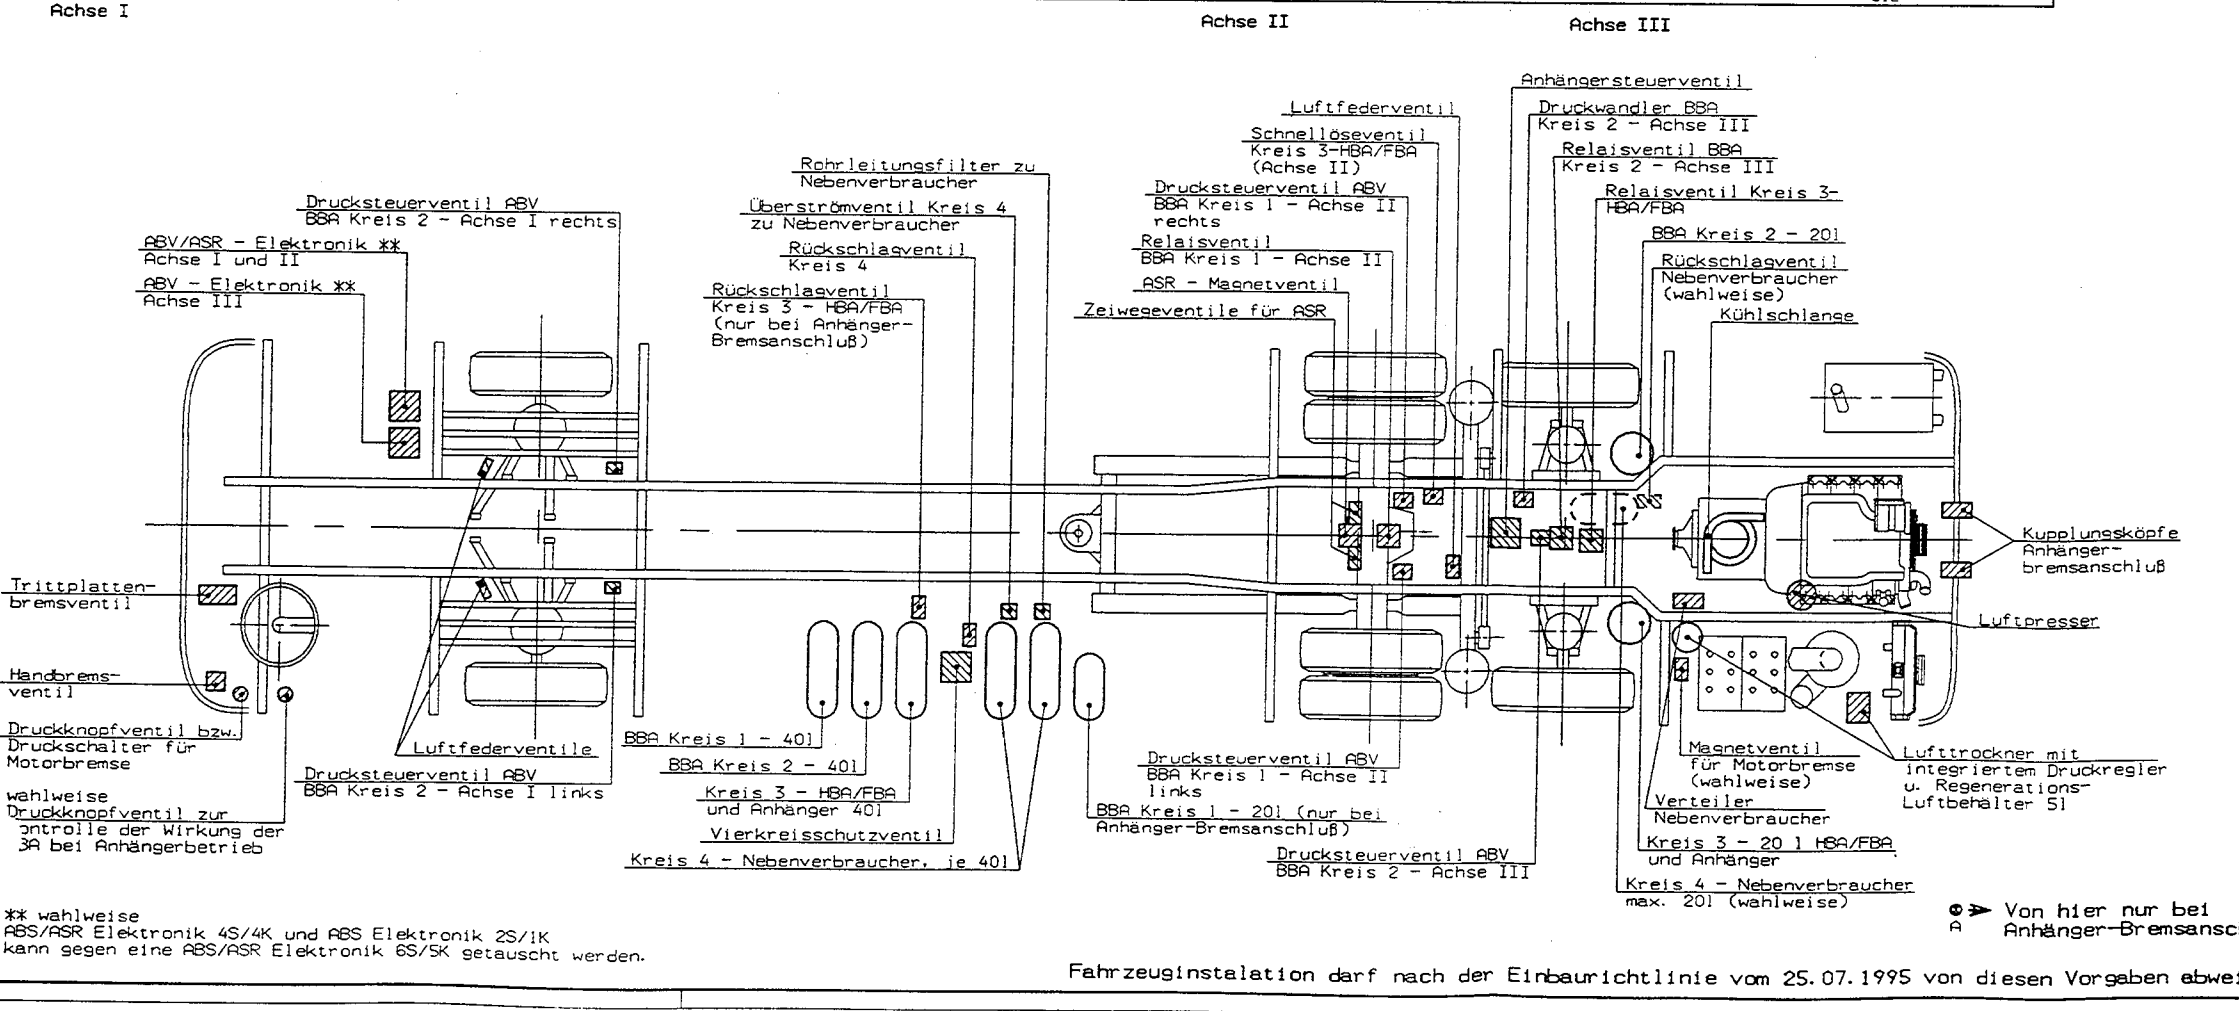 Achse I
Achse II
Achse III
Anhängersteuerventil
Luftfederventil
Druckwandler BBA
Kreis 2 - Achse III
Schnellöseventil
Kreis 3-HBA/FBA
(Achse II)
Relaisventil BBA
Kreis 2 - Achse III
Rohrleitungsfilter zu
Nebenverbraucher
Drucksteuerventil ABV
BBA Kreis 1 - Achse II
rechts
Relaisventil Kreis 3-
HBA/FBA
Drucksteuerventil ABV
BBA Kreis 2 - Achse I rechts
Überströmventil Kreis 4
zu Nebenverbraucher
ABV/ASR - Elektronik **
Achse I und II
Rückschlagventil
Kreis 4
Relaisventil
BBA Kreis 1 - Achse II
BBA Kreis 2 - 20l
Rückschlagventil
Nebenverbraucher
(wahlweise)
ABV - Elektronik **
Achse III
Rückschlagventil
Kreis 3 - HBA/FBA
(nur bei Anhänger-
Bremsanschluß)
ASR - Magnetventil
Zeiwegeventile für ASR
Kühlschlange
Kupplungsköpfe
Anhänger-
bremsanschluß
Trittplatten-
bremsventil
Luftpresser
Handbrems-
ventil
Druckknopfventil bzw.
Druckschalter für
Motorbremse
Luftfederventile
BBA Kreis 1 - 40l
BBA Kreis 2 - 40l
Drucksteuerventil ABV
BBA Kreis 2 - Achse I links
Kreis 3 - HBA/FBA
und Anhänger 40l
Vierkreisschutzventil
Kreis 4 - Nebenverbraucher, je 40l
Drucksteuerventil ABV
BBA Kreis 1 - Achse II
links
BBA Kreis 1 - 20l (nur bei
Anhänger-Bremsanschluß)
Drucksteuerventil ABV
BBA Kreis 2 - Achse III
Magnetventil
für Motorbremse
(wahlweise)
Lufttrockner mit
integriertem Druckregler
u. Regenerations-
Luftbehälter 5l
Verteiler
Nebenverbraucher
Kreis 3 - 20 l HBA/FBA
und Anhänger
Kreis 4 - Nebenverbraucher
max. 20l (wahlweise)
wahlweise
Druckknopfventil zur
ontrolle der Wirkung der
BA bei Anhängerbetrieb
** wahlweise
ABS/ASR Elektronik 4S/4K und ABS Elektronik 2S/1K
kann gegen eine ABS/ASR Elektronik 6S/5K getauscht werden.
Von hier nur bei
A Anhänger-Bremsansc
Fahrzeuginstalation darf nach der Einbaurichtlinie vom 25.07.1995 von diesen Vorgaben abwei